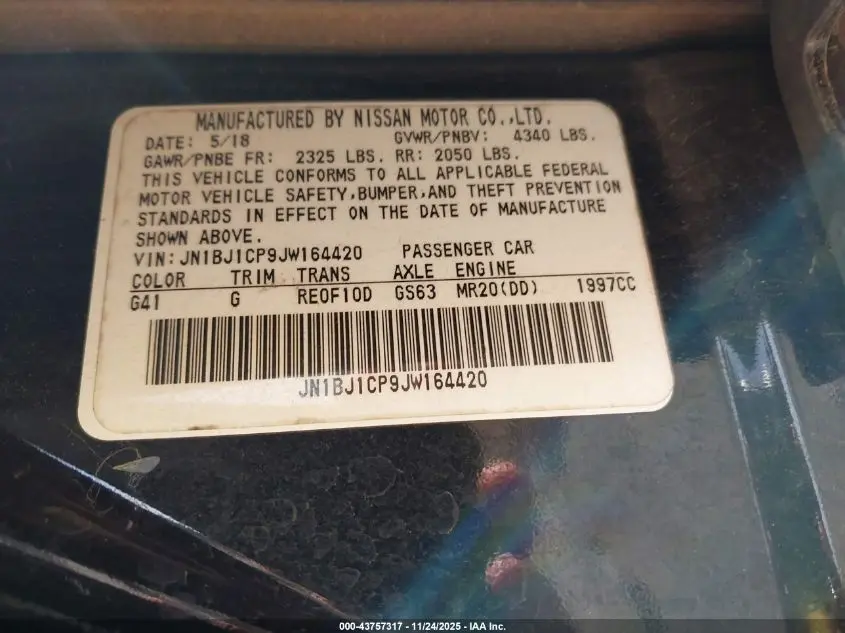 MANUFACTURED BY NISSAN MOTOR CO.,LTD.
DATE: 5/18 GVWR/PNBV: 4340 LBS.
GAWR/PNBE FR: 2325 LBS. RR: 2050 LBS.
THIS VEHICLE CONFORMS TO ALL APPLICABLE FEDERAL
MOTOR VEHICLE SAFETY,BUMPER,AND THEFT PREVENTION
STANDARDS IN EFFECT ON THE DATE OF MANUFACTURE
SHOWN ABOVE.
VIN: JN1BJ1CP9JW164420 PASSENGER CAR
COLOR TRIM TRANS AXLE ENGINE
G41 G RE0F10D GS63 MR20(DD) 1997CC
JN1BJ1CP9JW164420
000-43757317 - 11/24/2025 - IAA Inc.